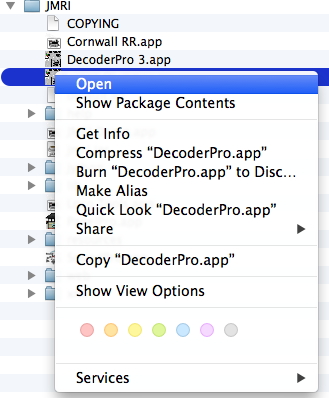 JMRI
COPYING
Cornwall RR.app
DecoderPro 3.app
Open
Show Package Contents
Get Info
Compress “DecoderPro.app”
Burn “DecoderPro.app” to Disc...
Make Alias
Quick Look “DecoderPro.app”
Share
Copy “DecoderPro.app”
Show View Options
Services